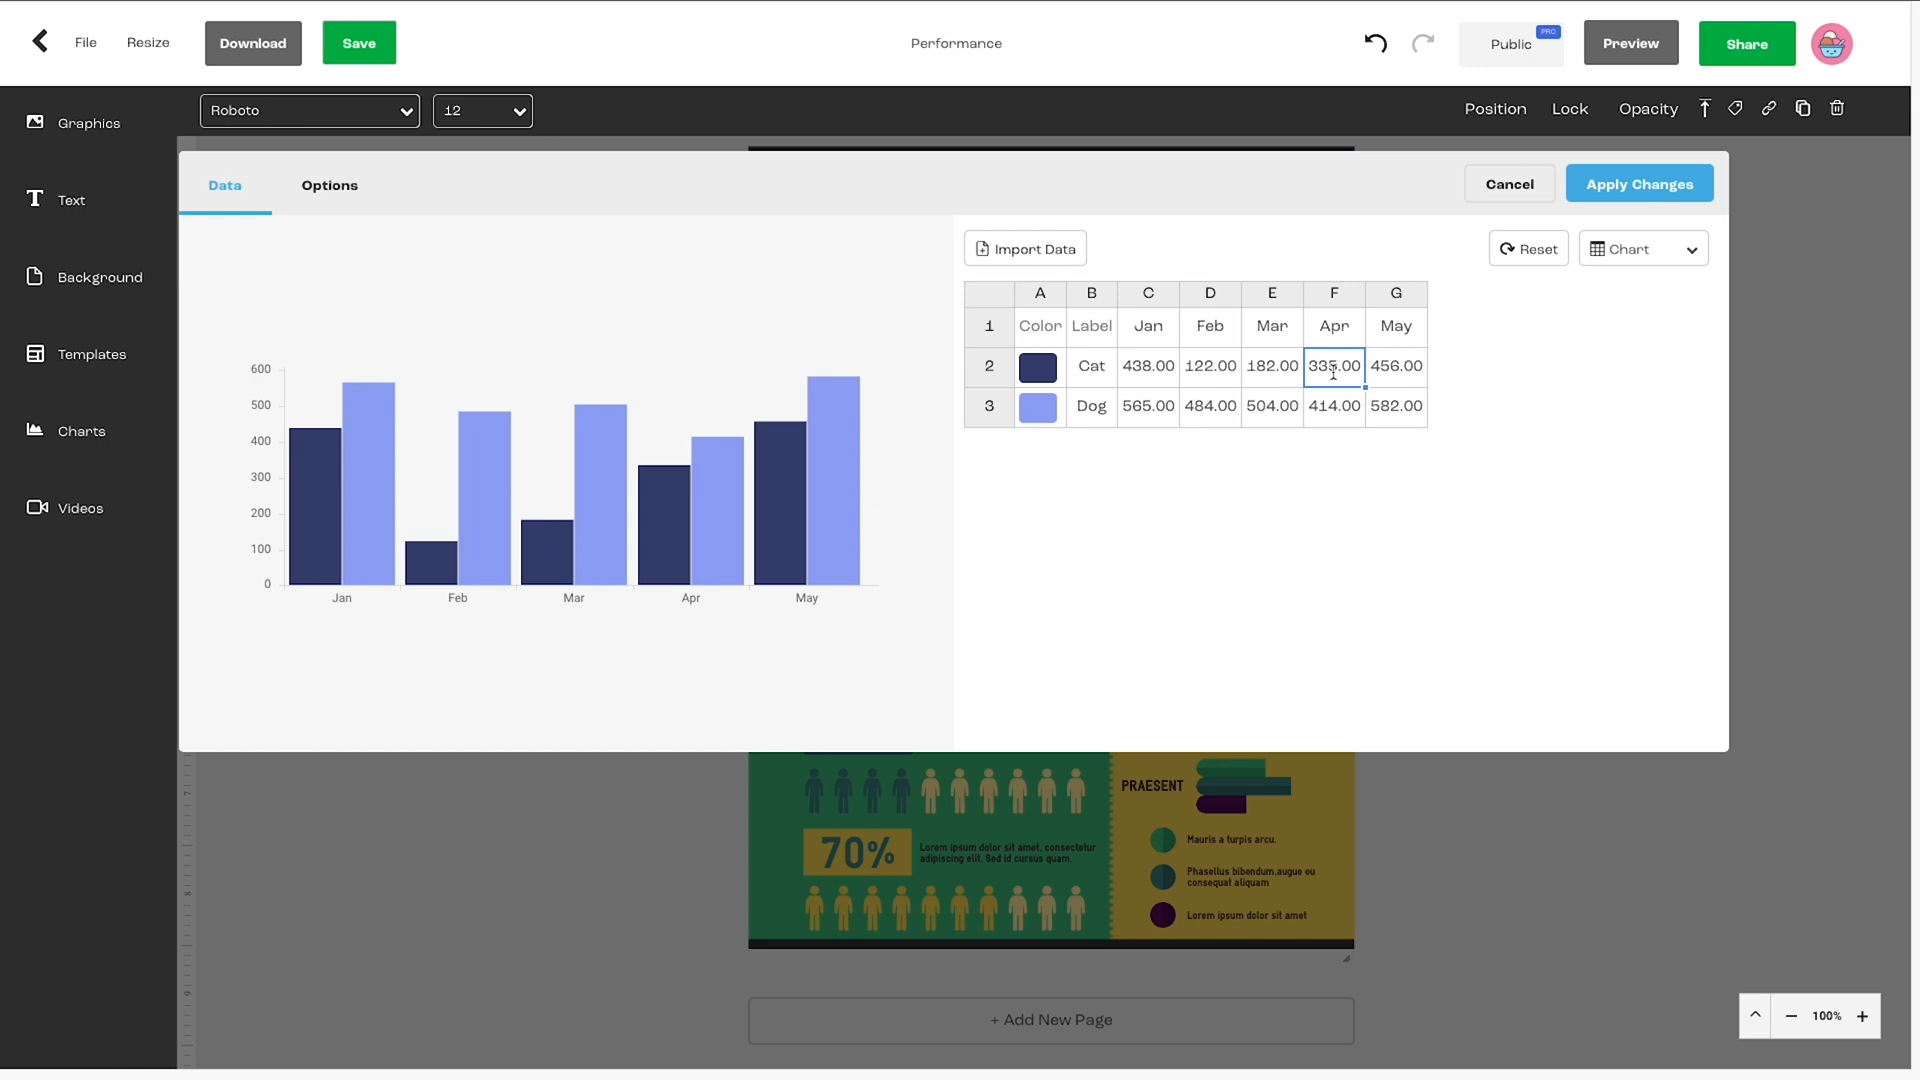 File Resize Download Save Performance Public PRO Preview Share
Roboto 12 Position Lock Opacity
Graphics
Text
Background
Templates
Charts
Videos
Data Options Cancel Apply Changes
Import Data Reset Chart
A B C D E F G
1 Color Label Jan Feb Mar Apr May
2 Cat 438.00 122.00 182.00 335.00 456.00
3 Dog 565.00 484.00 504.00 414.00 582.00
600
500
400
300
200
100
0
Jan Feb Mar Apr May
PRAESENT
70%
Lorem ipsum dolor sit amet, consectetur
adipiscing elit. Sed id cursus quam.
Mauris a turpis arcu.
Phasellus bibendum,augue eu
consequat aliquam
Lorem ipsum dolor sit amet
7
8
9
+ Add New Page
100%